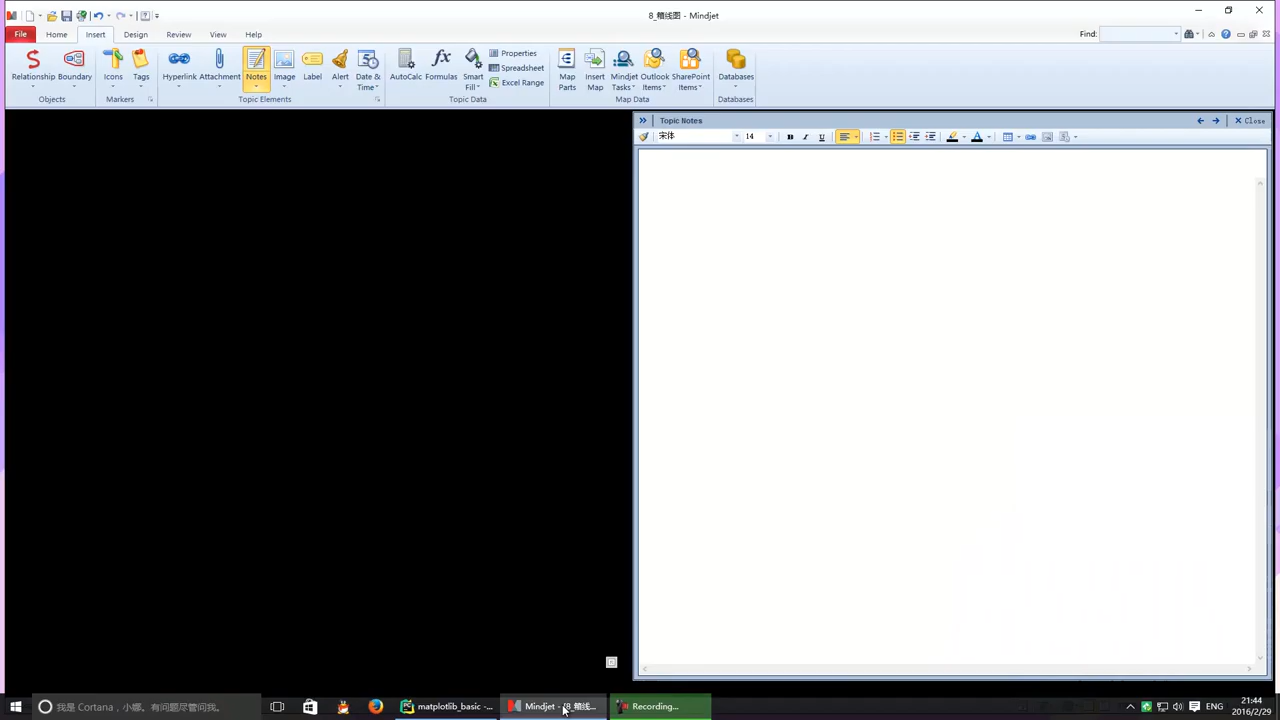 8_箱线图 - Mindjet
File Home Insert Design Review View Help Find:
Relationship Boundary Icons Tags Hyperlink Attachment Notes Image Label Alert Date & Time AutoCalc Formulas Smart Fill Properties Spreadsheet Excel Range Map Parts Insert Map Mindjet Tasks Outlook Items SharePoint Items Databases
Objects Markers Topic Elements Topic Data Map Data Databases
Topic Notes Close
宋体 14 B I U A
我是 Cortana，小娜。有问题尽管问我。 matplotlib_basic -... Mindjet - [8_箱线... Recording... ENG 21:44
2016/2/29